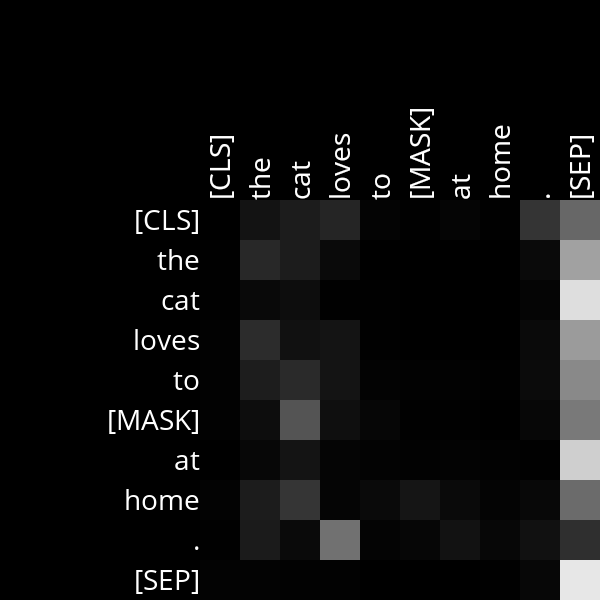 [CLS] the cat loves to [MASK] at home . [SEP]
[CLS]
the
cat
loves
to
[MASK]
at
home
.
[SEP]